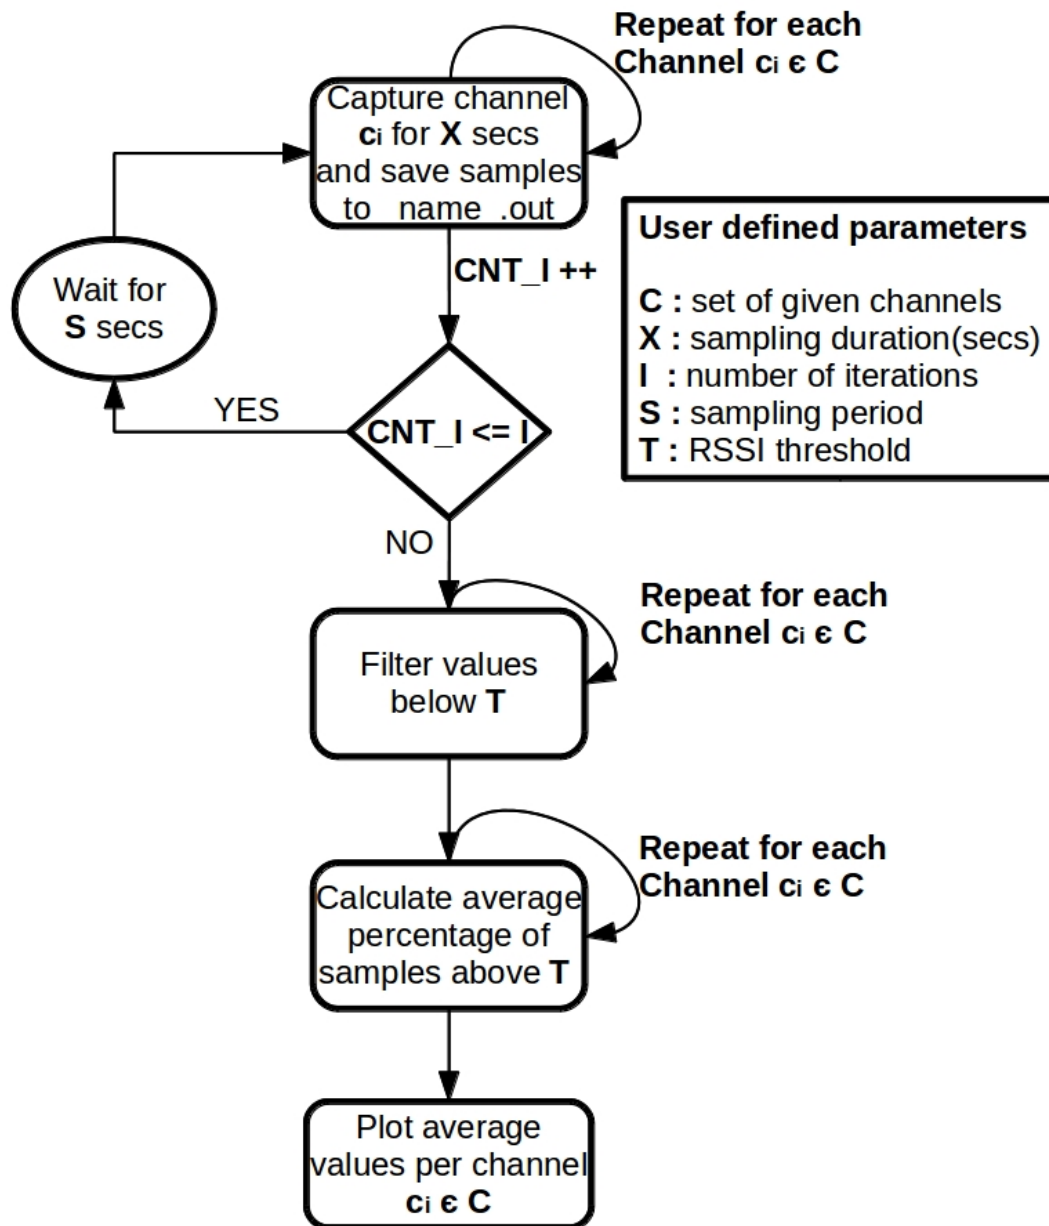 Repeat for each
Channel ci є C
Capture channel
ci for X secs
and save samples
to _name_.out
User defined parameters
C : set of given channels
X : sampling duration(secs)
I : number of iterations
S : sampling period
T : RSSI threshold
CNT_I ++
Wait for
S secs
YES
CNT_I <= I
NO
Repeat for each
Channel ci є C
Filter values
below T
Repeat for each
Channel ci є C
Calculate average
percentage of
samples above T
Plot average
values per channel
ci є C